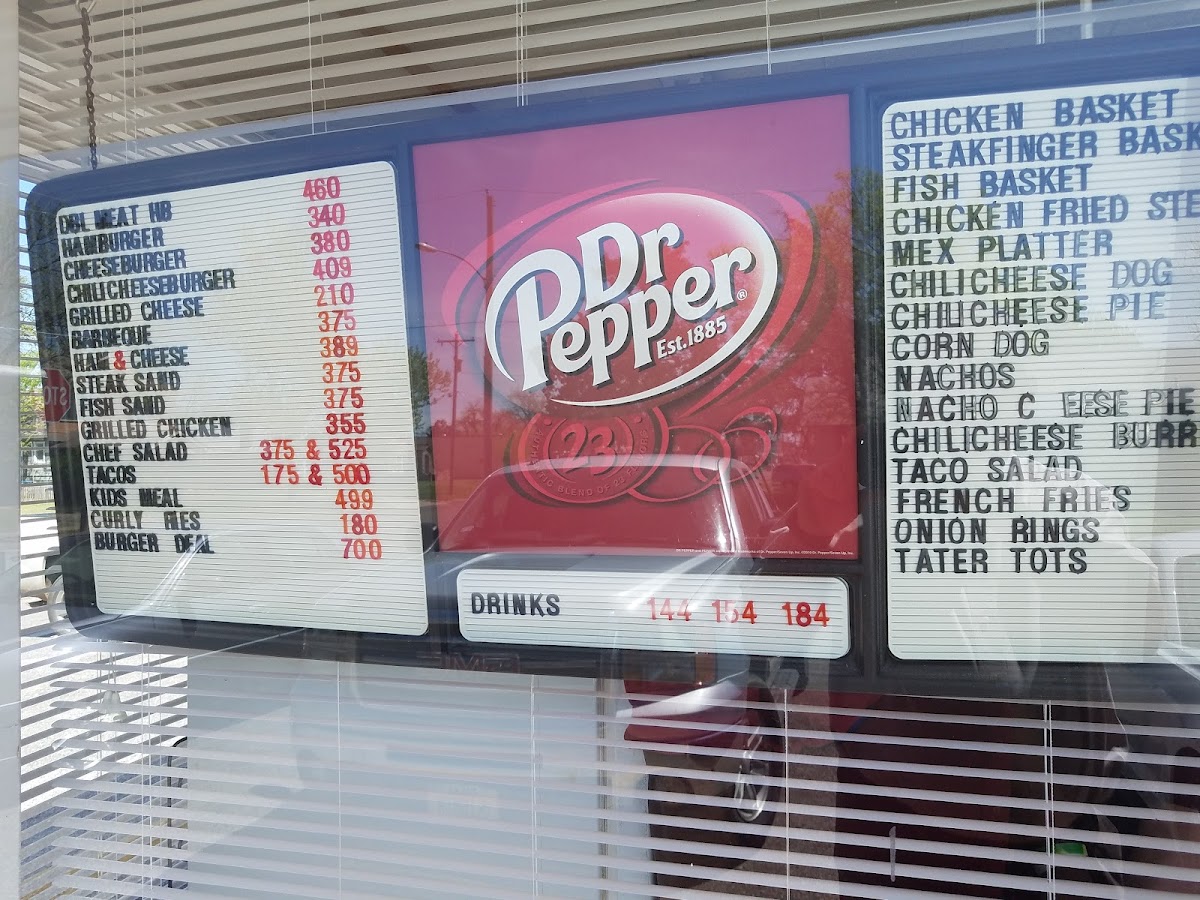 DBL MEAT HB 460
HAMBURGER 340
CHEESEBURGER 380
CHILICHEESEBURGER 409
GRILLED CHEESE 210
BARBEQUE 375
HAM & CHEESE 389
STEAK SAND 375
FISH SAND 375
GRILLED CHICKEN 355
CHEF SALAD 375 & 525
TACOS 175 & 500
KIDS MEAL 499
CURLY RIES 180
BURGER DEAL 700
Dr
Pepper®
Est.1885
23
DRINKS 144 154 184
CHICKEN BASKET
STEAKFINGER BASK
FISH BASKET
CHICKEN FRIED STE
MEX PLATTER
CHILICHEESE DOG
CHILICHEESE PIE
CORN DOG
NACHOS
NACHO C EESE PIE
CHILICHEESE BURR
TACO SALAD
FRENCH FRIES
ONION RINGS
TATER TOTS